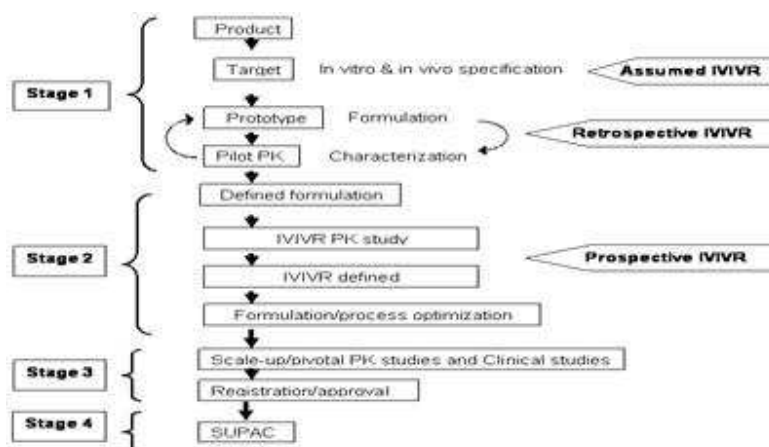 Product
Target In vitro & in vivo specification Assumed IVIVR
Stage 1
Prototype Formulation
Retrospective IVIVR
Pilot PK Characterization
Defined formulation
IVIVR PK study
Stage 2 Prospective IVIVR
IVIVR defined
Formulation/process optimization
Scale-up/pivotal PK studies and Clinical studies
Stage 3
Registration/approval
Stage 4
SUPAC